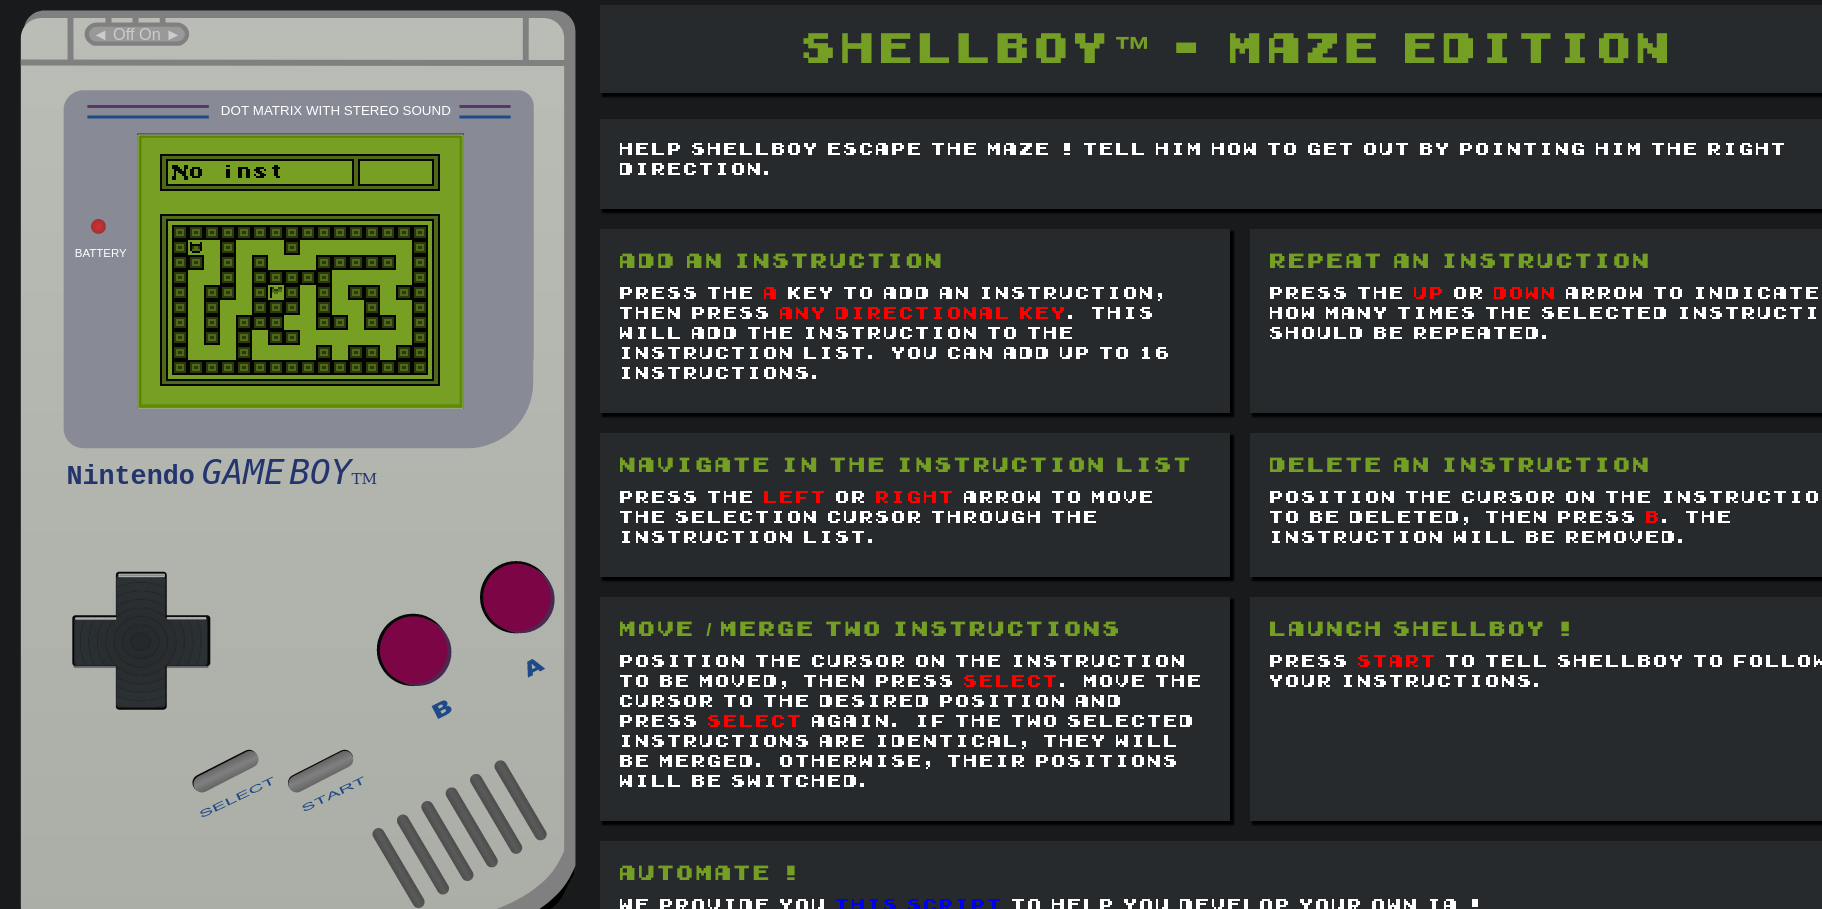 ◄ Off On ►
DOT MATRIX WITH STEREO SOUND
No inst
BATTERY
Nintendo GAME BOY TM
A
B
SELECT
START
SHELLBOY™ - MAZE EDITION
HELP SHELLBOY ESCAPE THE MAZE ! TELL HIM HOW TO GET OUT BY POINTING HIM THE RIGHT
DIRECTION.
ADD AN INSTRUCTION
PRESS THE A KEY TO ADD AN INSTRUCTION,
THEN PRESS ANY DIRECTIONAL KEY. THIS
WILL ADD THE INSTRUCTION TO THE
INSTRUCTION LIST. YOU CAN ADD UP TO 16
INSTRUCTIONS.
REPEAT AN INSTRUCTION
PRESS THE UP OR DOWN ARROW TO INDICATE
HOW MANY TIMES THE SELECTED INSTRUCTI
SHOULD BE REPEATED.
NAVIGATE IN THE INSTRUCTION LIST
PRESS THE LEFT OR RIGHT ARROW TO MOVE
THE SELECTION CURSOR THROUGH THE
INSTRUCTION LIST.
DELETE AN INSTRUCTION
POSITION THE CURSOR ON THE INSTRUCTIO
TO BE DELETED, THEN PRESS B. THE
INSTRUCTION WILL BE REMOVED.
MOVE / MERGE TWO INSTRUCTIONS
POSITION THE CURSOR ON THE INSTRUCTION
TO BE MOVED, THEN PRESS SELECT. MOVE THE
CURSOR TO THE DESIRED POSITION AND
PRESS SELECT AGAIN. IF THE TWO SELECTED
INSTRUCTIONS ARE IDENTICAL, THEY WILL
BE MERGED. OTHERWISE, THEIR POSITIONS
WILL BE SWITCHED.
LAUNCH SHELLBOY !
PRESS START TO TELL SHELLBOY TO FOLLOW
YOUR INSTRUCTIONS.
AUTOMATE !
WE PROVIDE YOU THIS SCRIPT TO HELP YOU DEVELOP YOUR OWN IA !